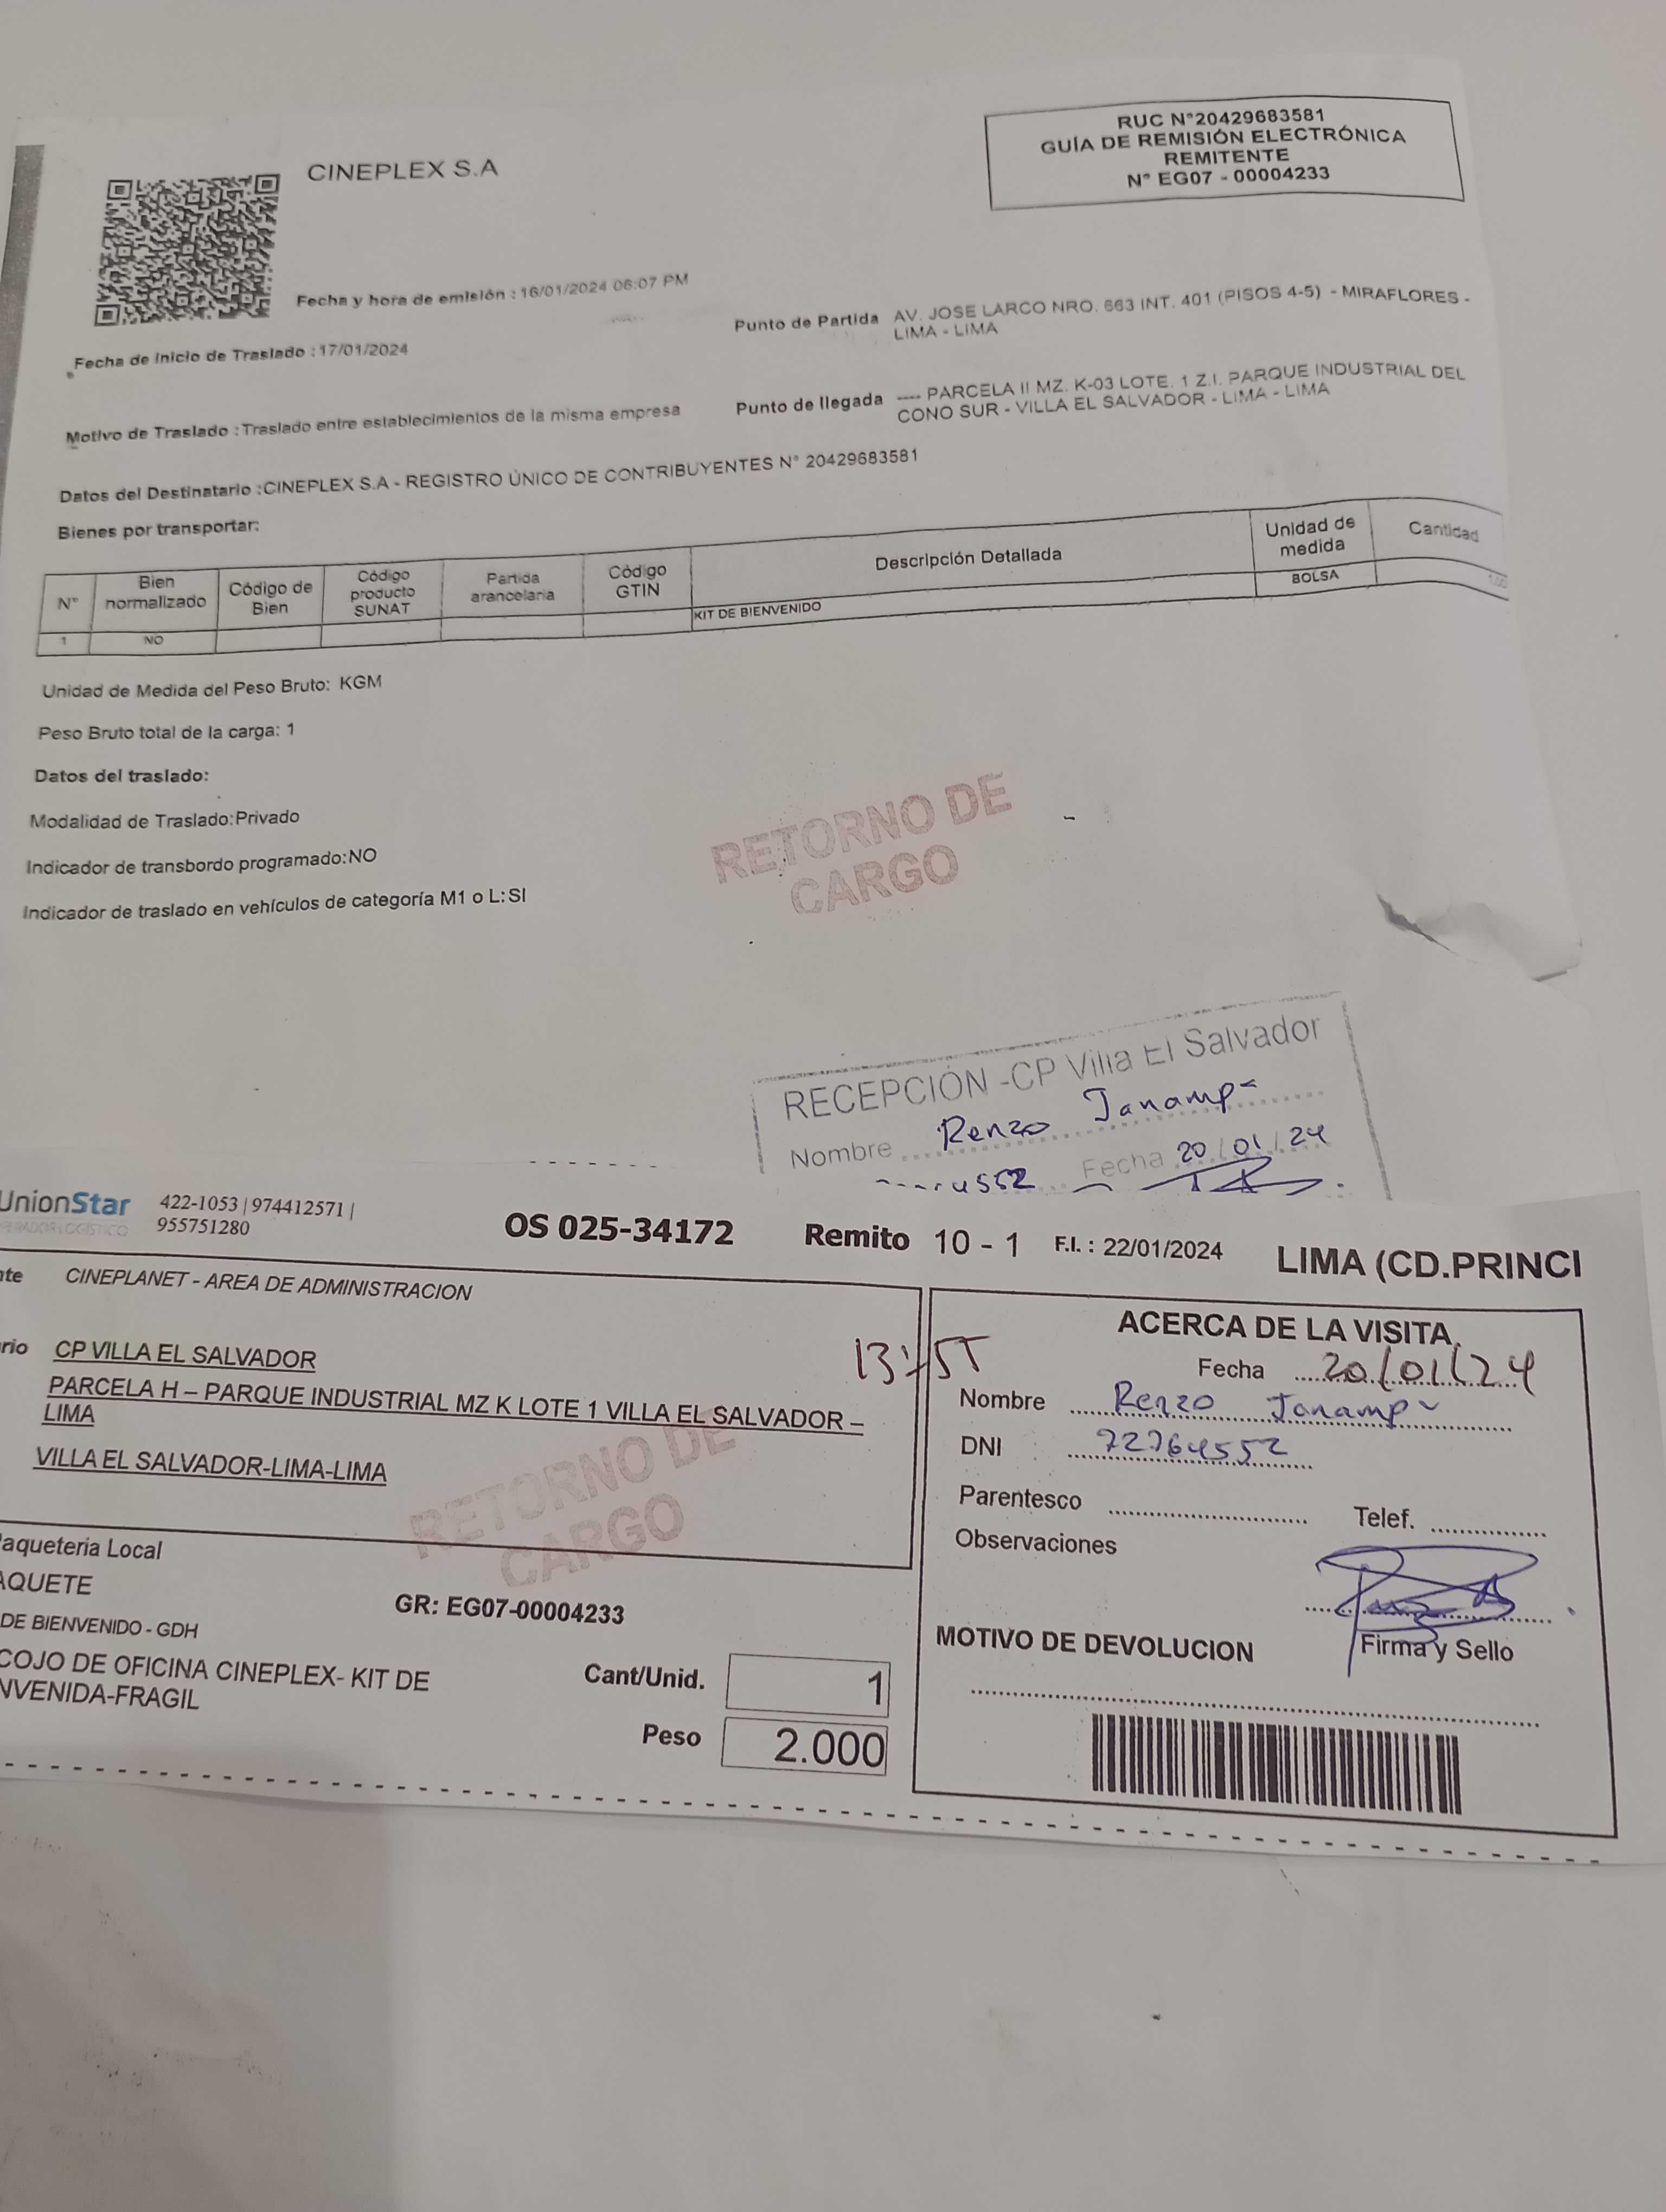 CINEPLEX S.A
RUC N°20429683581
GUÍA DE REMISIÓN ELECTRÓNICA
REMITENTE
N° EG07 - 00004233
Fecha y hora de emisión : 16/01/2024 06:07 PM
Fecha de Inicio de Traslado : 17/01/2024
Punto de Partida AV. JOSE LARCO NRO. 663 INT. 401 (PISOS 4-5) - MIRAFLORES -
LIMA - LIMA
Motivo de Traslado : Traslado entre establecimientos de la misma empresa
Punto de llegada ---- PARCELA II MZ. K-03 LOTE. 1 Z.I. PARQUE INDUSTRIAL DEL
CONO SUR - VILLA EL SALVADOR - LIMA - LIMA
Datos del Destinatario : CINEPLEX S.A - REGISTRO ÚNICO DE CONTRIBUYENTES N° 20429683581
Bienes por transportar:
N° Bien normalizado Código de Bien Código producto SUNAT Partida arancelaria Código GTIN Descripción Detallada Unidad de medida Cantidad
1 NO KIT DE BIENVENIDO BOLSA 1.00
Unidad de Medida del Peso Bruto: KGM
Peso Bruto total de la carga: 1
Datos del traslado:
Modalidad de Traslado:Privado
Indicador de transbordo programado:NO
Indicador de traslado en vehículos de categoría M1 o L:SI
RETORNO DE
CARGO
RECEPCIÓN -CP Villa El Salvador
Nombre Renzo Janampa
4552 Fecha 20/01/24
UnionStar
OPERADOR LOGÍSTICO
422-1053 | 974412571 |
955751280
OS 025-34172 Remito 10 - 1 F.I. : 22/01/2024 LIMA (CD.PRINCI
nte CINEPLANET - AREA DE ADMINISTRACION
rio CP VILLA EL SALVADOR
PARCELA H – PARQUE INDUSTRIAL MZ K LOTE 1 VILLA EL SALVADOR –
LIMA
VILLA EL SALVADOR-LIMA-LIMA
RETORNO DE
CARGO
aqueteria Local
AQUETE
DE BIENVENIDO - GDH
GR: EG07-00004233
COJO DE OFICINA CINEPLEX- KIT DE
NVENIDA-FRAGIL
Cant/Unid. 1
Peso 2.000
ACERCA DE LA VISITA
Fecha 20/01/24
Nombre Renzo Janampa
DNI 72764552
Parentesco
Telef.
Observaciones
Firma y Sello
MOTIVO DE DEVOLUCION